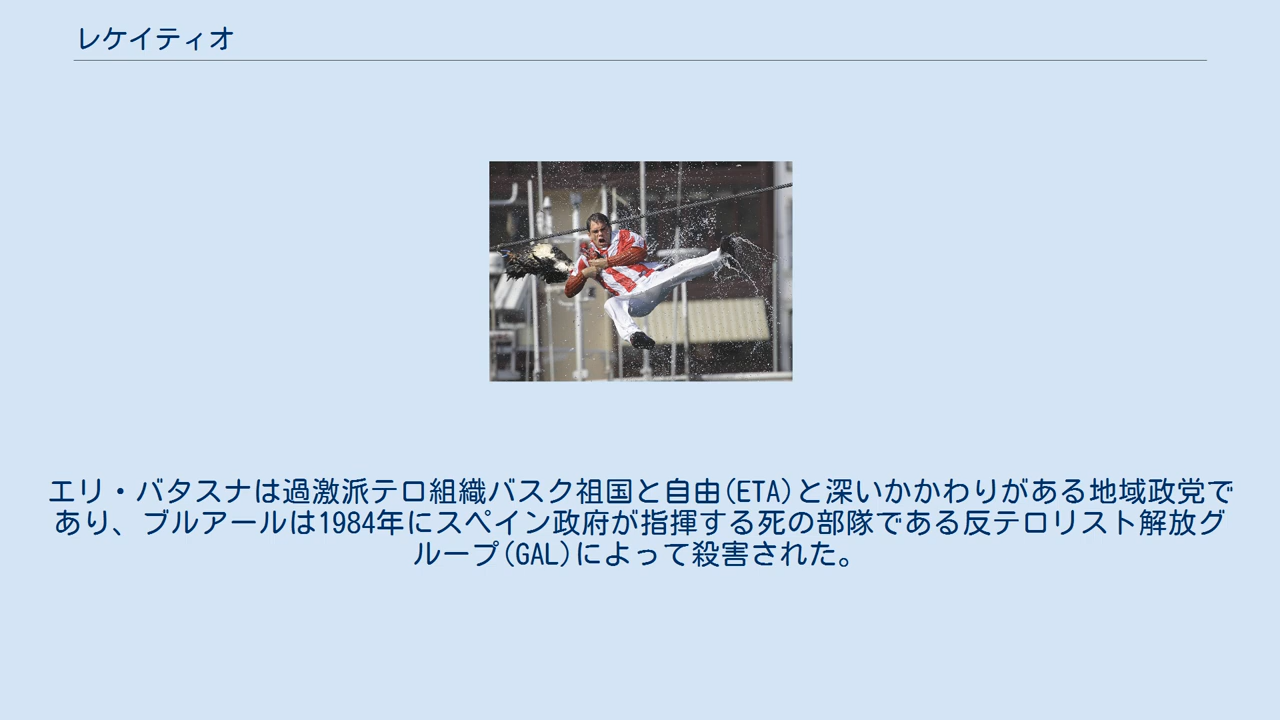 レケイティオ
エリ・バタスナは過激派テロ組織バスク祖国と自由(ETA)と深いかかわりがある地域政党で
あり、ブルアールは1984年にスペイン政府が指揮する死の部隊である反テロリスト解放グ
ループ(GAL)によって殺害された。